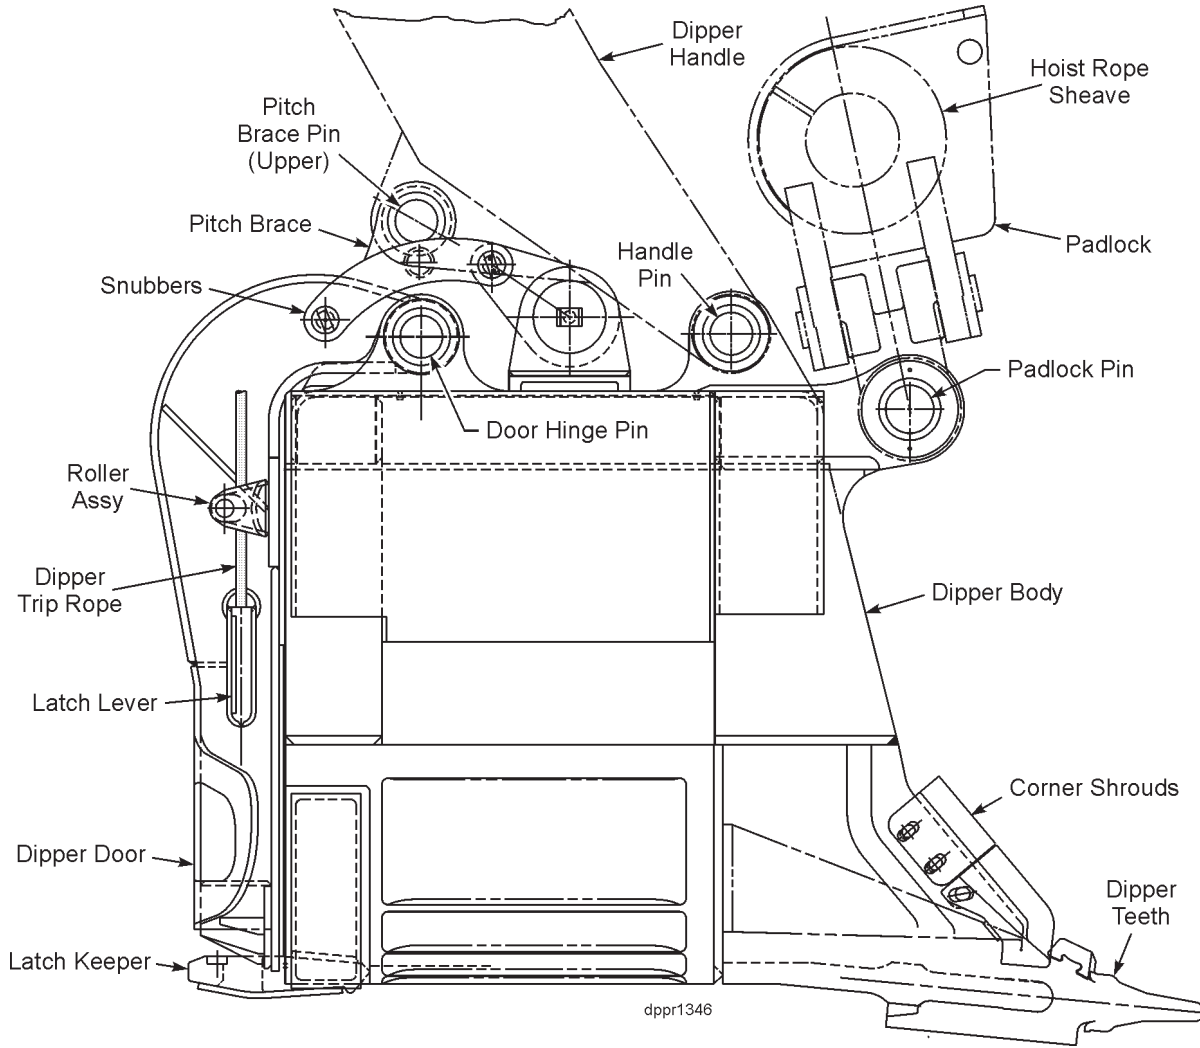 Dipper
Handle
Hoist Rope
Sheave
Pitch
Brace Pin
(Upper)
Pitch Brace
Padlock
Handle
Pin
Snubbers
Padlock Pin
Door Hinge Pin
Roller
Assy
Dipper
Trip Rope
Dipper Body
Latch Lever
Corner Shrouds
Dipper Door
Dipper
Teeth
Latch Keeper
dppr1346